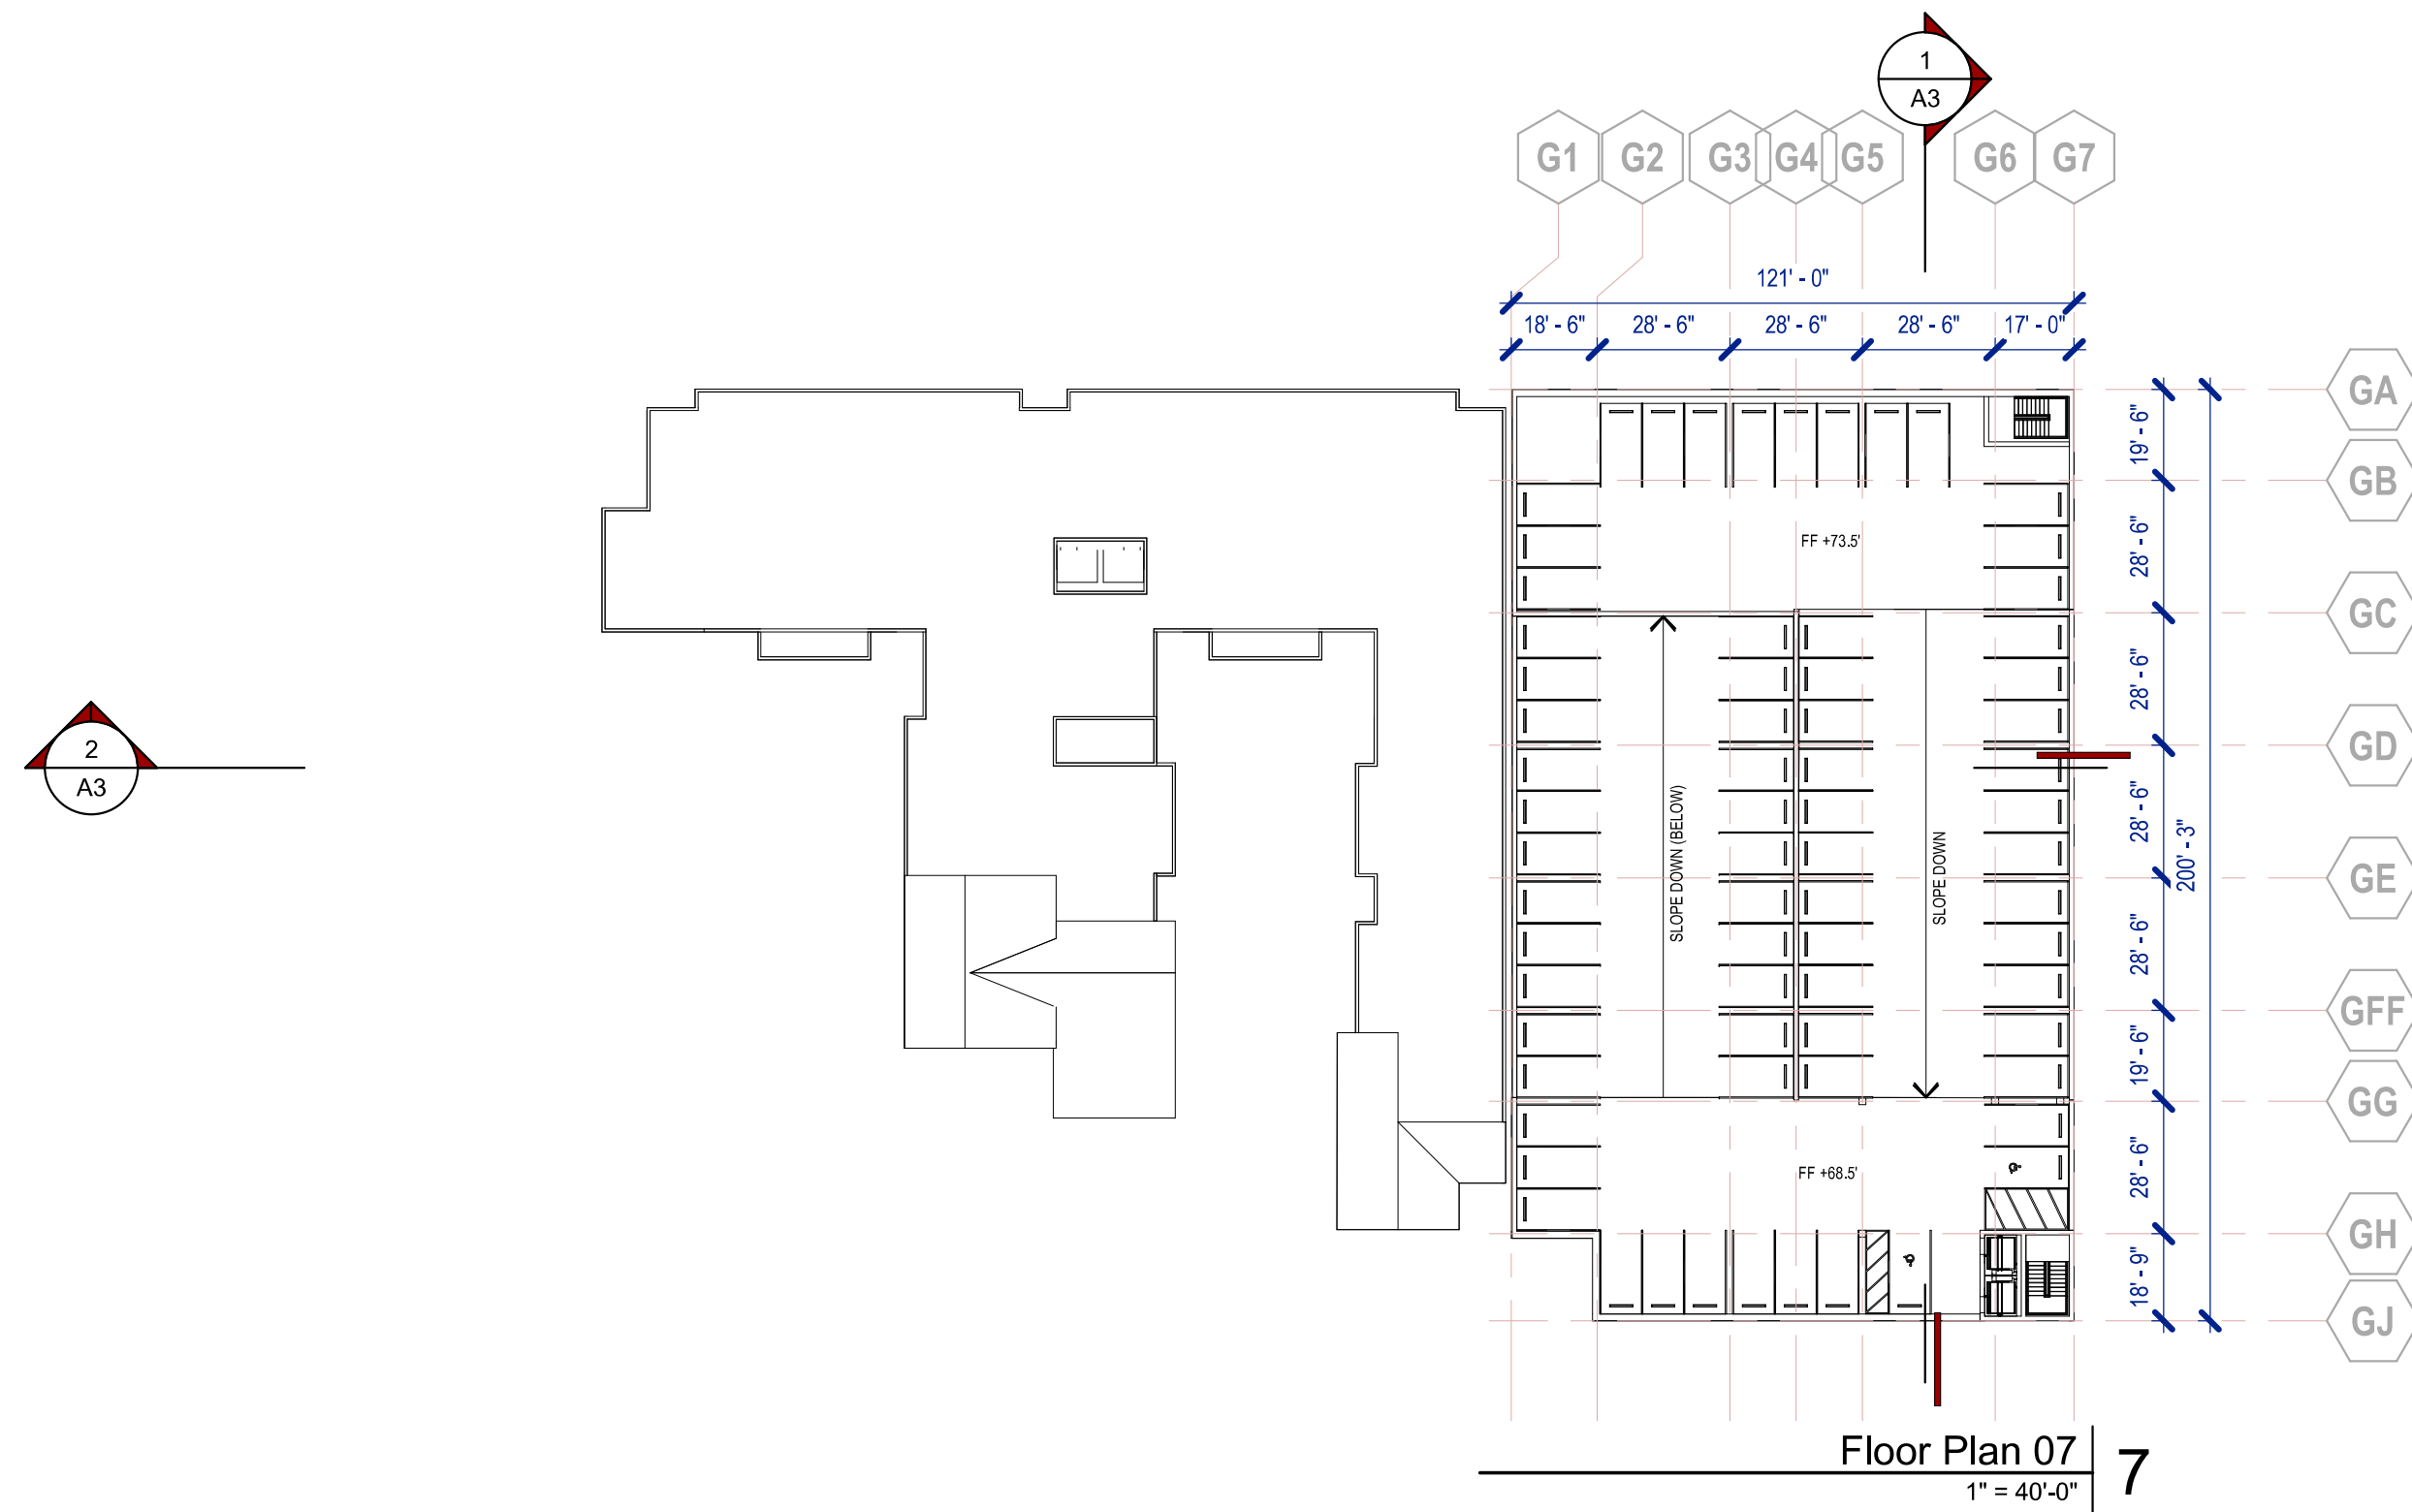 1
A3
G1 G2 G3 G4 G5 G6 G7
121' - 0"
18' - 6" 28' - 6" 28' - 6" 28' - 6" 17' - 0"
GA
19' - 6"
GB
28' - 6"
FF +73.5'
GC
28' - 6"
2
A3
GD
28' - 6"
SLOPE DOWN (BELOW)
SLOPE DOWN
200' - 3"
GE
28' - 6"
GFF
19' - 6"
GG
28' - 6"
FF +68.5'
GH
18' - 9"
GJ
Floor Plan 07
7
1" = 40'-0"